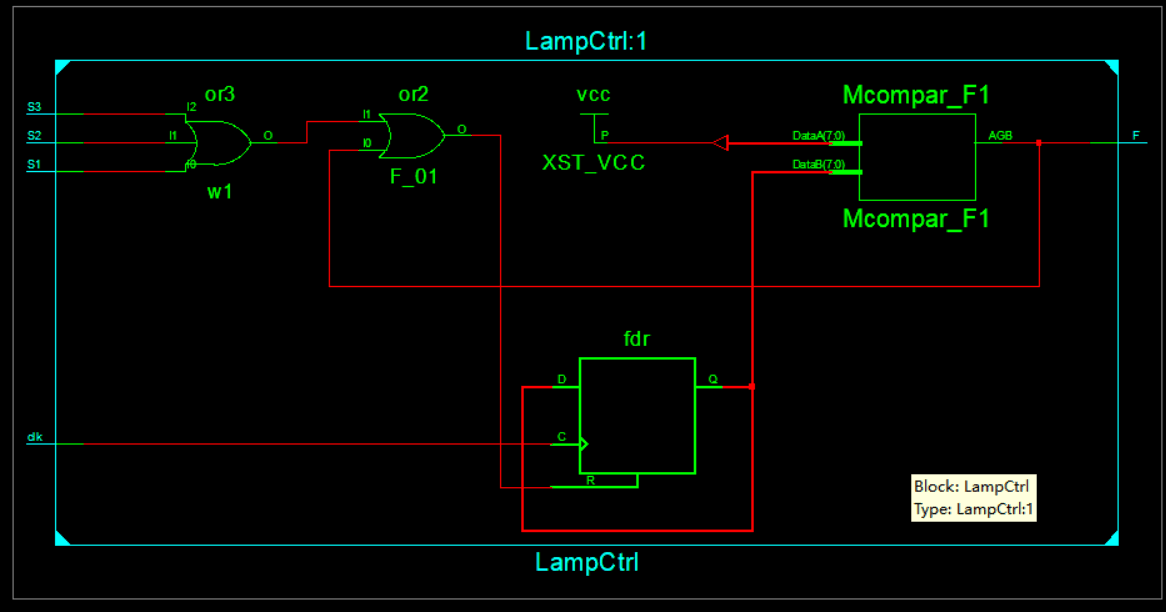 LampCtrl:1
or3
or2
vcc
Mcompar_F1
S3
I2
I1
S2
I1
O
I0
O
P
DataA(7:0)
AGB
F
S1
I0
DataB(7:0)
w1
F_01
XST_VCC
Mcompar_F1
fdr
D
Q
clk
C
R
Block: LampCtrl
Type: LampCtrl:1
LampCtrl